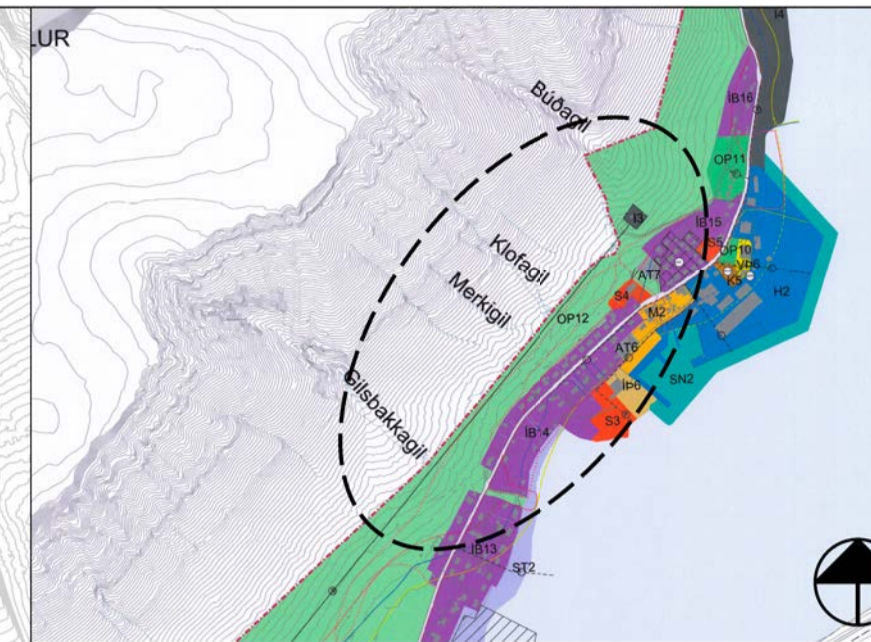 LUR
I4
Búðagil
ÍB16
OP11
I3
ÍB15
S5
OP10
VÞ6
K5
AT7
H2
Klofagil
S4
M2
Merkigil
OP12
AT6
SN2
ÍÞ6
Gilsbakkagil
S3
ÍB14
ÍB13
ST2